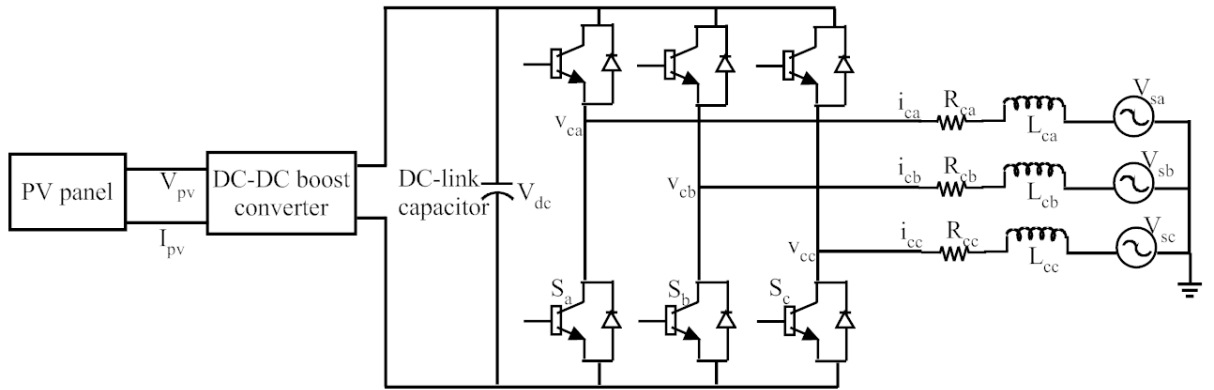 PV panel
V_pv
I_pv
DC-DC boost
converter
DC-link
capacitor
V_dc
v_ca
v_cb
v_cc
S_a
S_b
S_c
i_ca
R_ca
L_ca
V_sa
i_cb
R_cb
L_cb
V_sb
i_cc
R_cc
L_cc
V_sc